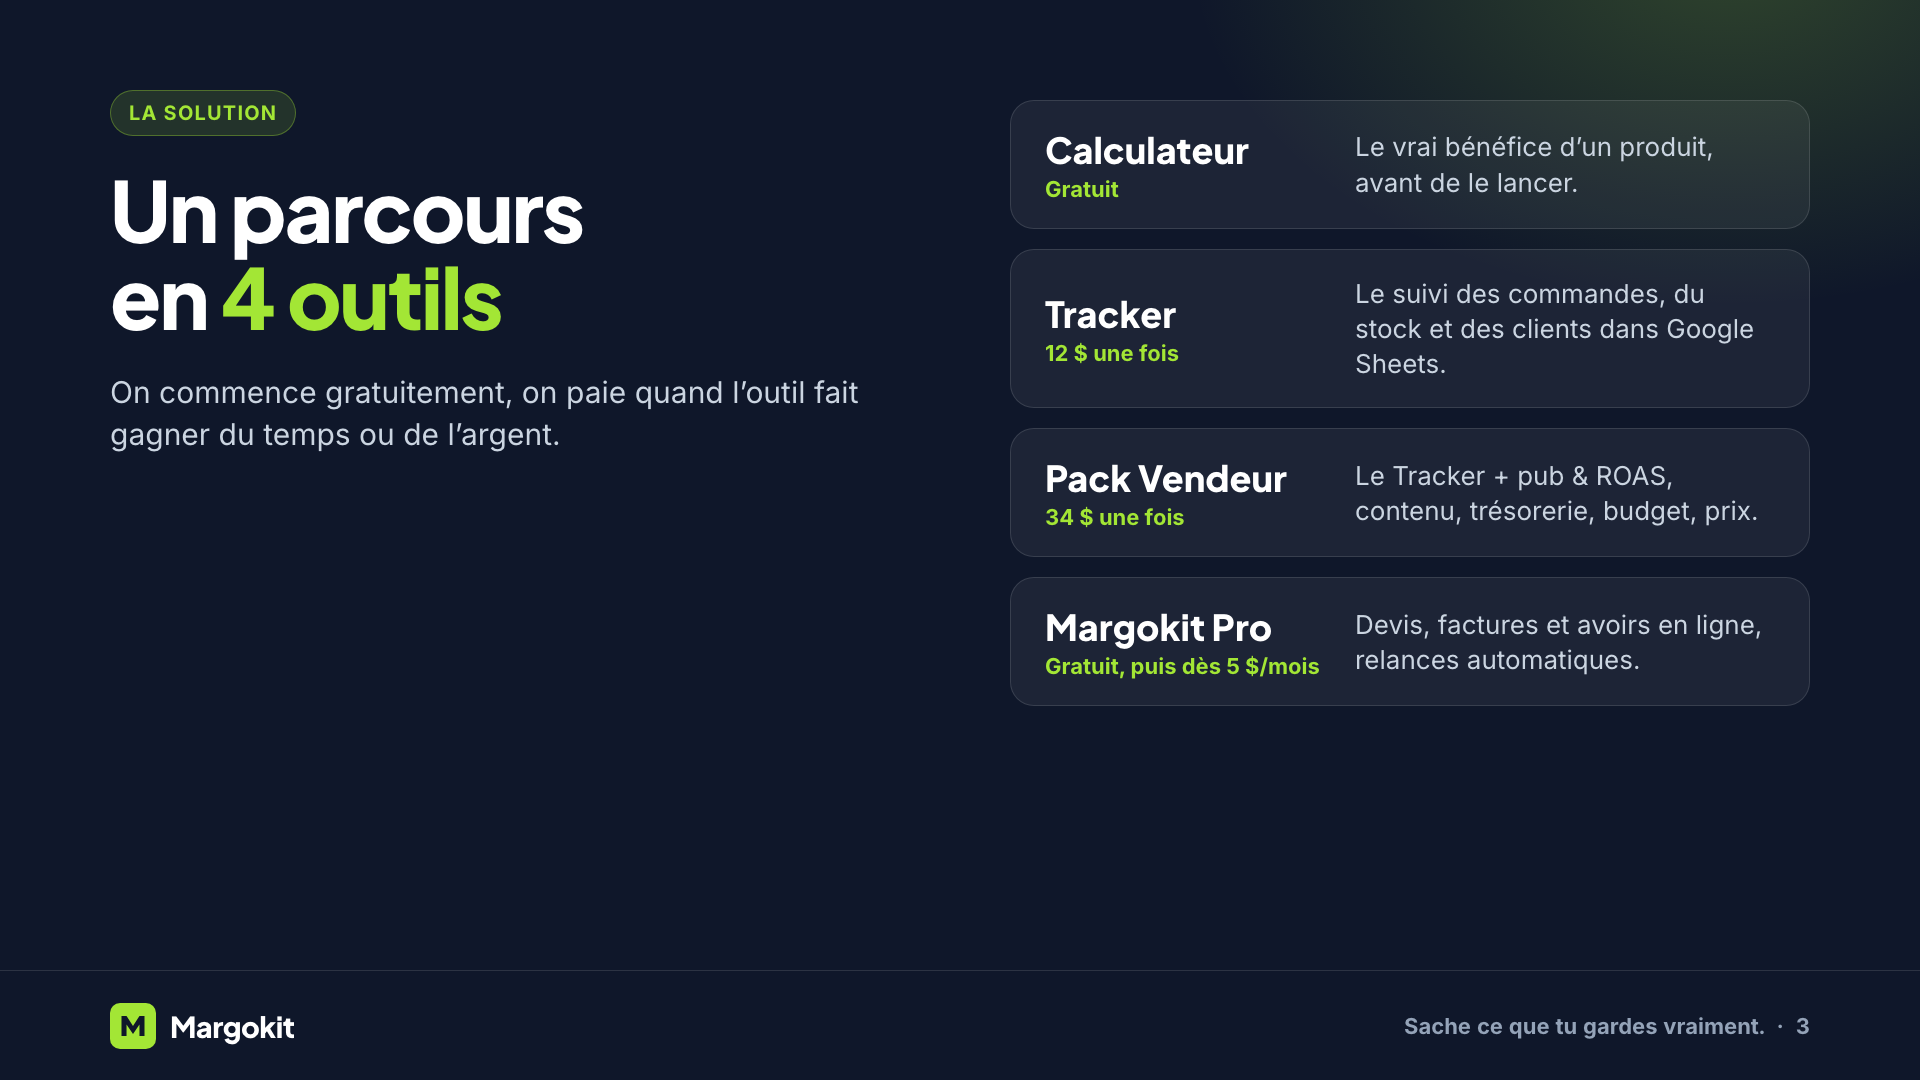 LA SOLUTION
Un parcours
en 4 outils
On commence gratuitement, on paie quand l’outil fait
gagner du temps ou de l’argent.
Calculateur
Gratuit
Le vrai bénéfice d’un produit,
avant de le lancer.
Tracker
12 $ une fois
Le suivi des commandes, du
stock et des clients dans Google
Sheets.
Pack Vendeur
34 $ une fois
Le Tracker + pub & ROAS,
contenu, trésorerie, budget, prix.
Margokit Pro
Gratuit, puis dès 5 $/mois
Devis, factures et avoirs en ligne,
relances automatiques.
M Margokit
Sache ce que tu gardes vraiment. · 3